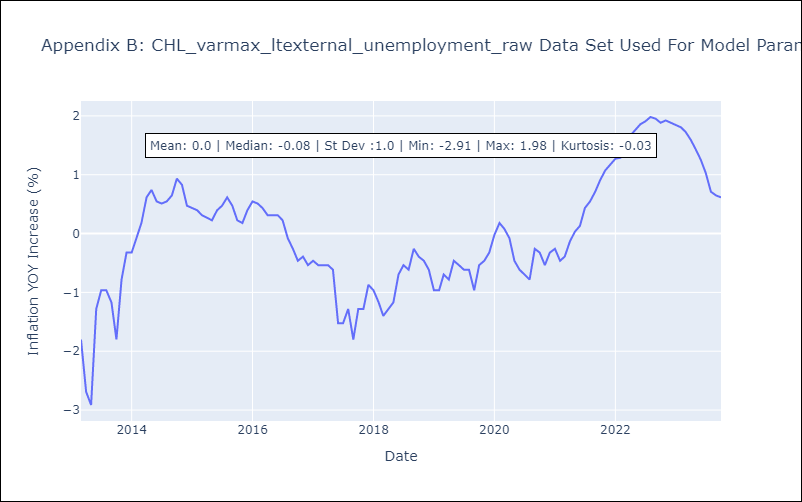 Appendix B: CHL_varmax_ltexternal_unemployment_raw Data Set Used For Model Paran
Mean: 0.0 | Median: -0.08 | St Dev :1.0 | Min: -2.91 | Max: 1.98 | Kurtosis: -0.03
Inflation YOY Increase (%)
2
1
0
−1
−2
−3
2014
2016
2018
2020
2022
Date